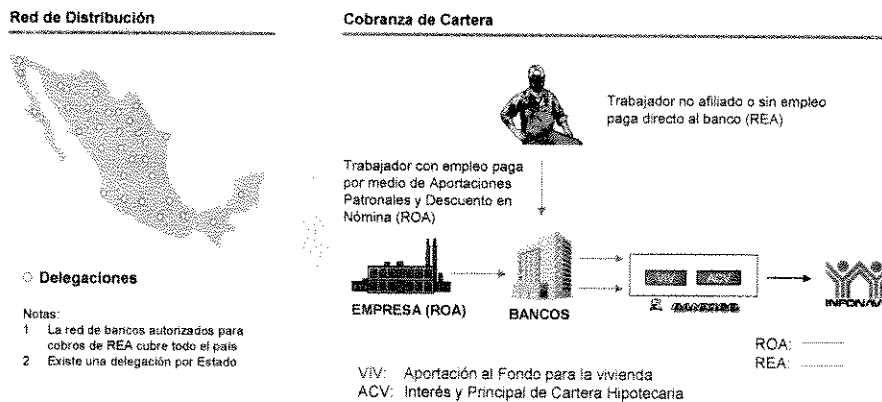 Red de Distribución
Delegaciones
Notas:
1 La red de bancos autorizados para
cobros de REA cubre todo el país
2 Existe una delegación por Estado
Cobranza de Cartera
Trabajador no afiliado o sin empleo
paga directo al banco (REA)
Trabajador con empleo paga
por medio de Aportaciones
Patronales y Descuento en
Nómina (ROA)
EMPRESA (ROA)
BANCOS
INFONAVI
ROA:
REA:
VIV: Aportación al Fondo para la vivienda
ACV: Interés y Principal de Cartera Hipotecaria